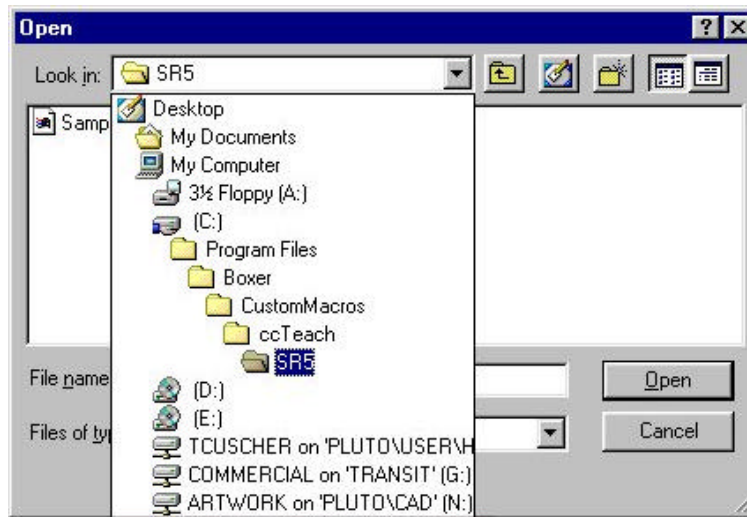 Open
Look in: SR5
Samp
Desktop
My Documents
My Computer
3½ Floppy (A:)
(C:)
Program Files
Boxer
CustomMacros
ccTeach
SR5
File name
Open
(D:)
(E:)
Files of ty
Cancel
TCUSCHER on 'PLUTO\USER\H
COMMERCIAL on 'TRANSIT' (G:)
ARTWORK on 'PLUTO\CAD' (N:)